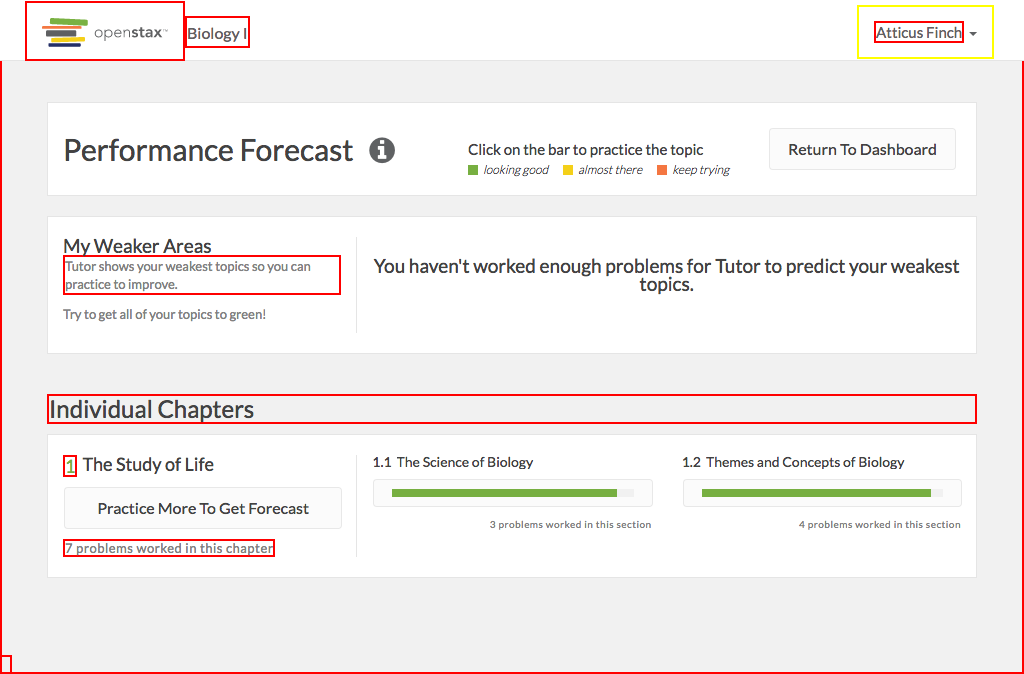 openstax™
Biology I
Atticus Finch
Performance Forecast
Click on the bar to practice the topic
looking good almost there keep trying
Return To Dashboard
My Weaker Areas
Tutor shows your weakest topics so you can
practice to improve.
Try to get all of your topics to green!
You haven't worked enough problems for Tutor to predict your weakest
topics.
Individual Chapters
1 The Study of Life
Practice More To Get Forecast
7 problems worked in this chapter
1.1 The Science of Biology
3 problems worked in this section
1.2 Themes and Concepts of Biology
4 problems worked in this section